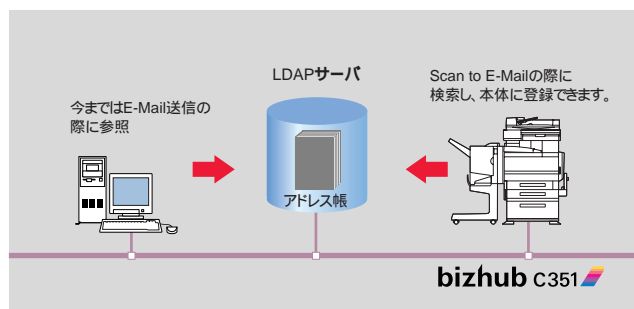 LDAPサーバ
Scan to E-Mailの際に
検索し、本体に登録できます。
今まではE-Mail送信の
際に参照
アドレス帳
bizhub C351